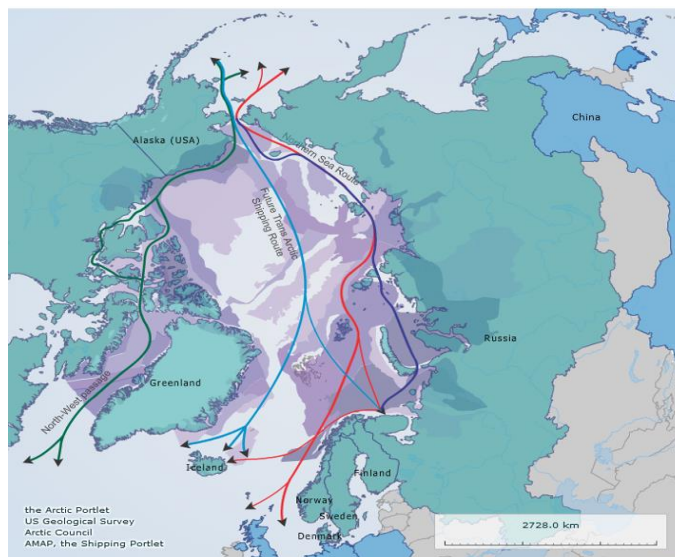 China
Alaska (USA)
Northern Sea Route
Future Trans Arctic
Shipping Route
Russia
Greenland
North-West passage
Iceland
Finland
Norway
Sweden
Denmark
the Arctic Portlet
US Geological Survey
Arctic Council
AMAP, the Shipping Portlet
2728.0 km